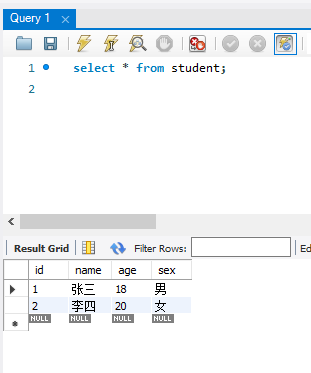 Query 1
1 select * from student;
2
Result Grid Filter Rows: Ed
id name age sex
1 张三 18 男
2 李四 20 女
NULL NULL NULL NULL